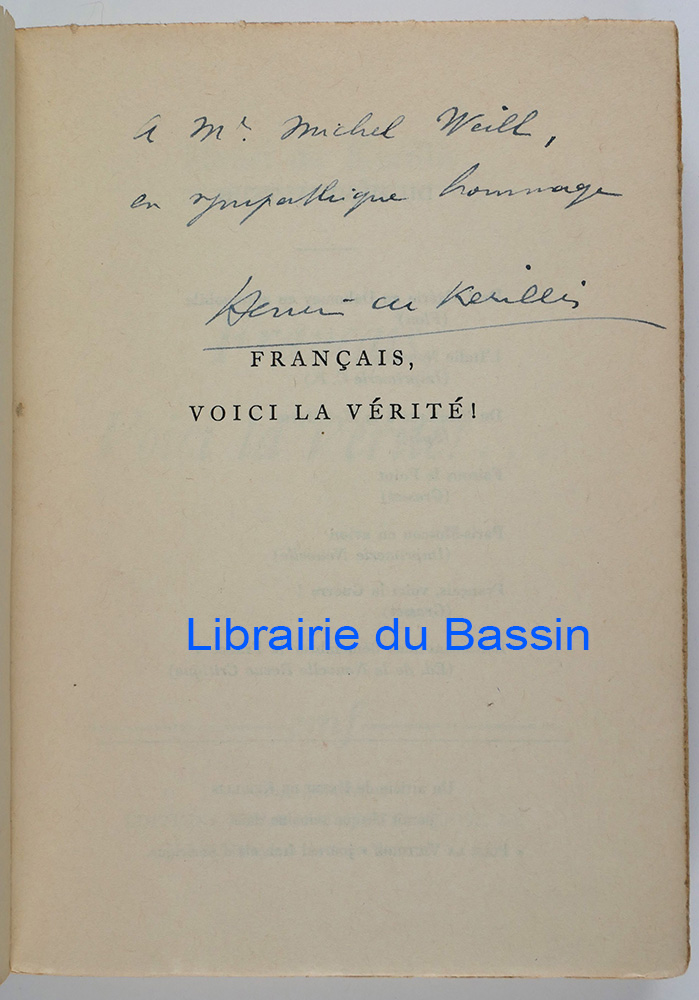 A Mr. Michel Weill,
en sympathique hommage
Henri de Kerillis
FRANÇAIS,
VOICI LA VÉRITÉ!
Librairie du Bassin